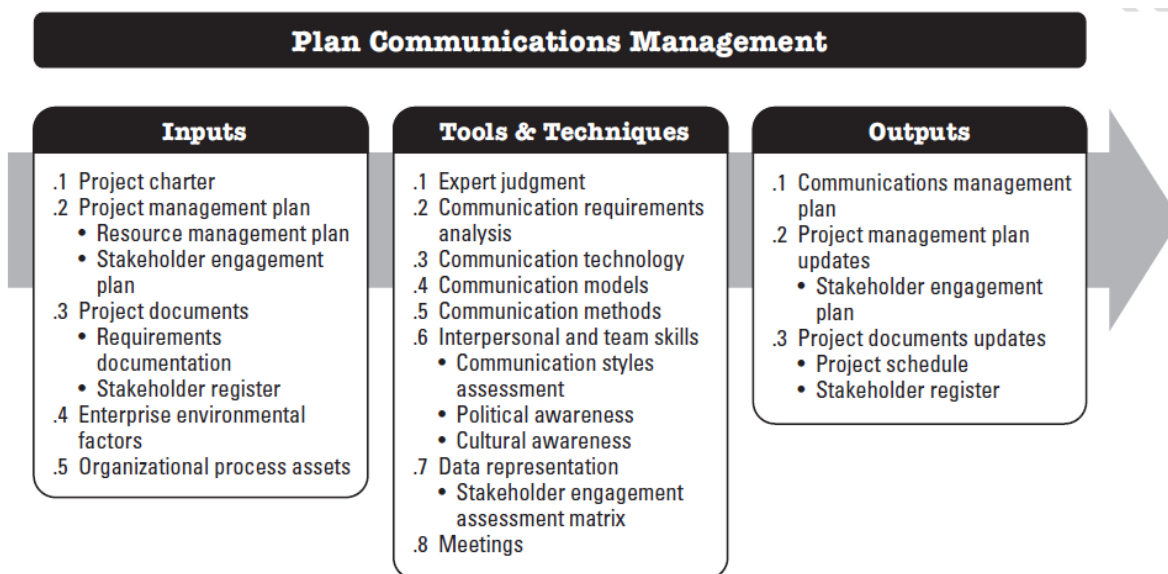 Plan Communications Management
Inputs
.1 Project charter
.2 Project management plan
• Resource management plan
• Stakeholder engagement
plan
.3 Project documents
• Requirements
documentation
• Stakeholder register
.4 Enterprise environmental
factors
.5 Organizational process assets
Tools & Techniques
.1 Expert judgment
.2 Communication requirements
analysis
.3 Communication technology
.4 Communication models
.5 Communication methods
.6 Interpersonal and team skills
• Communication styles
assessment
• Political awareness
• Cultural awareness
.7 Data representation
• Stakeholder engagement
assessment matrix
.8 Meetings
Outputs
.1 Communications management
plan
.2 Project management plan
updates
• Stakeholder engagement
plan
.3 Project documents updates
• Project schedule
• Stakeholder register